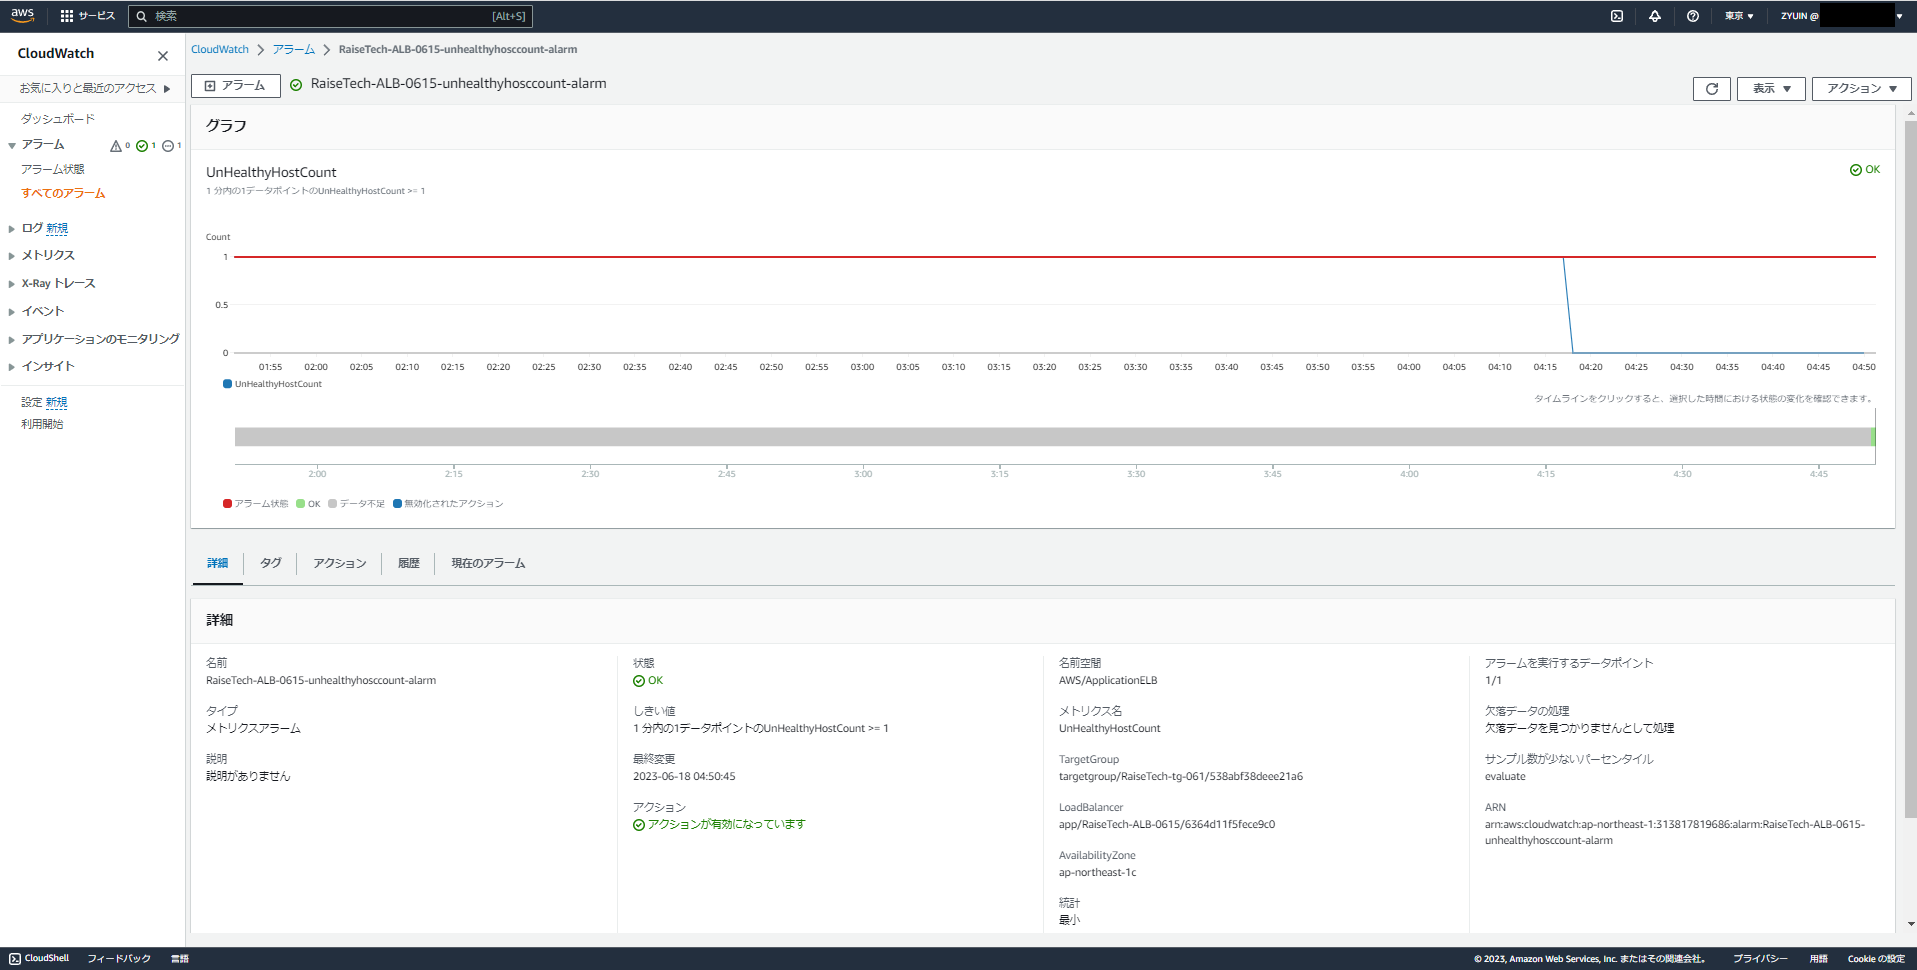 aws サービス 検索 [Alt+S] 東京 ▼ ZYUIN @
CloudWatch
お気に入りと最近のアクセス
ダッシュボード
アラーム 0 1 1
アラーム状態
すべてのアラーム
ログ 新規
メトリクス
X-Ray トレース
イベント
アプリケーションのモニタリング
インサイト
設定 新規
利用開始
CloudWatch > アラーム > RaiseTech-ALB-0615-unhealthyhosccount-alarm
アラーム RaiseTech-ALB-0615-unhealthyhosccount-alarm
表示 ▼ アクション ▼
グラフ
UnHealthyHostCount
OK
1 分内の1データポイントのUnHealthyHostCount >= 1
Count
1
0.5
0
01:55 02:00 02:05 02:10 02:15 02:20 02:25 02:30 02:35 02:40 02:45 02:50 02:55 03:00 03:05 03:10 03:15 03:20 03:25 03:30 03:35 03:40 03:45 03:50 03:55 04:00 04:05 04:10 04:15 04:20 04:25 04:30 04:35 04:40 04:45 04:50
UnHealthyHostCount
タイムラインをクリックすると、選択した時間における状態の変化を確認できます。
2:00 2:15 2:30 2:45 3:00 3:15 3:30 3:45 4:00 4:15 4:30 4:45
アラーム状態 OK データ不足 無効化されたアクション
詳細 タグ アクション 履歴 現在のアラーム
詳細
名前
RaiseTech-ALB-0615-unhealthyhosccount-alarm
タイプ
メトリクスアラーム
説明
説明がありません
状態
OK
しきい値
1 分内の1データポイントのUnHealthyHostCount >= 1
最終変更
2023-06-18 04:50:45
アクション
アクションが有効になっています
名前空間
AWS/ApplicationELB
メトリクス名
UnHealthyHostCount
TargetGroup
targetgroup/RaiseTech-tg-061/538abf38deee21a6
LoadBalancer
app/RaiseTech-ALB-0615/6364d11f5fece9c0
AvailabilityZone
ap-northeast-1c
統計
最小
アラームを実行するデータポイント
1/1
欠落データの処理
欠落データを見つかりませんとして処理
サンプル数が少ないパーセンタイル
evaluate
ARN
arn:aws:cloudwatch:ap-northeast-1:313817819686:alarm:RaiseTech-ALB-0615-
unhealthyhosccount-alarm
CloudShell フィードバック 言語 © 2023, Amazon Web Services, Inc. またはその関連会社。 プライバシー 用語 Cookie の設定